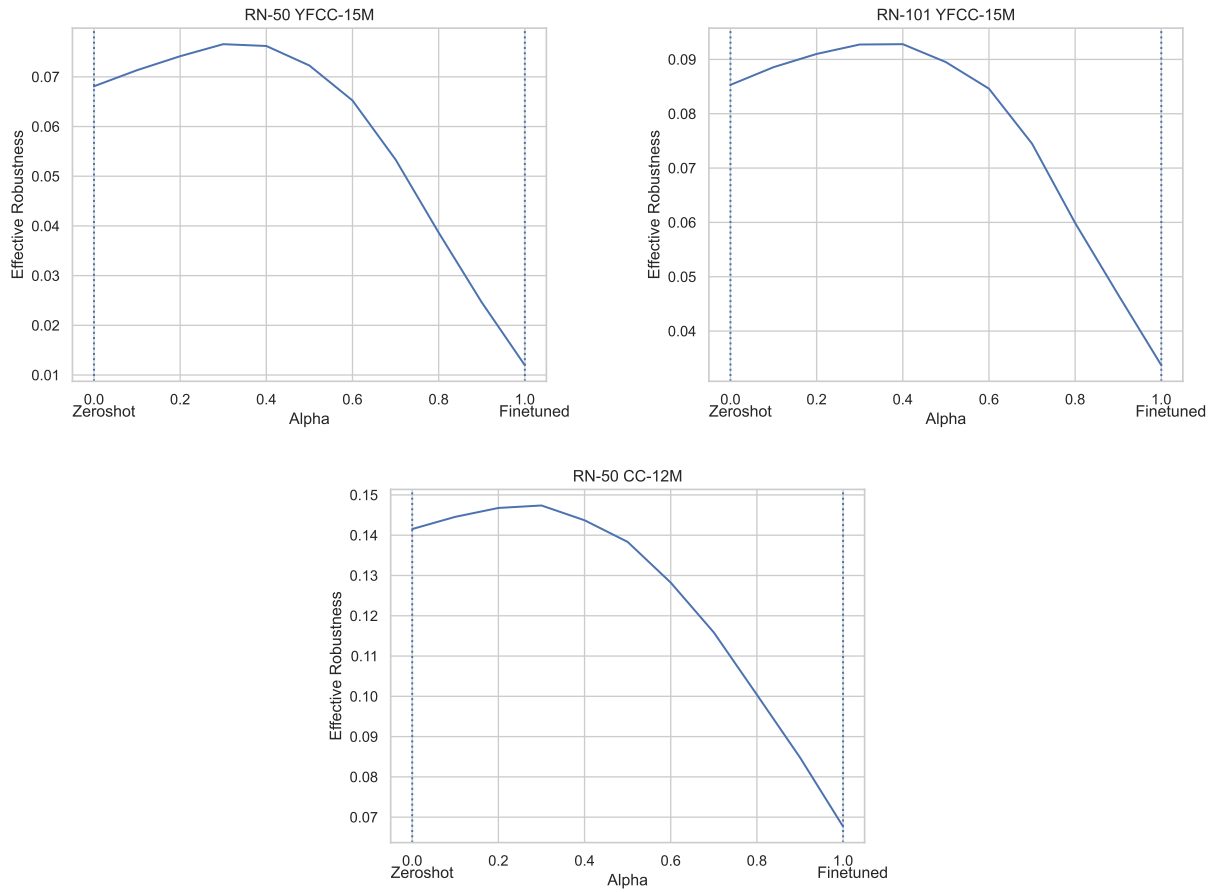 RN-50 YFCC-15M
Effective Robustness
0.07
0.06
0.05
0.04
0.03
0.02
0.01
0.0 0.2 0.4 0.6 0.8 1.0
Zeroshot Finetuned
Alpha
RN-101 YFCC-15M
Effective Robustness
0.09
0.08
0.07
0.06
0.05
0.04
0.0 0.2 0.4 0.6 0.8 1.0
Zeroshot Finetuned
Alpha
RN-50 CC-12M
Effective Robustness
0.15
0.14
0.13
0.12
0.11
0.10
0.09
0.08
0.07
0.0 0.2 0.4 0.6 0.8 1.0
Zeroshot Finetuned
Alpha